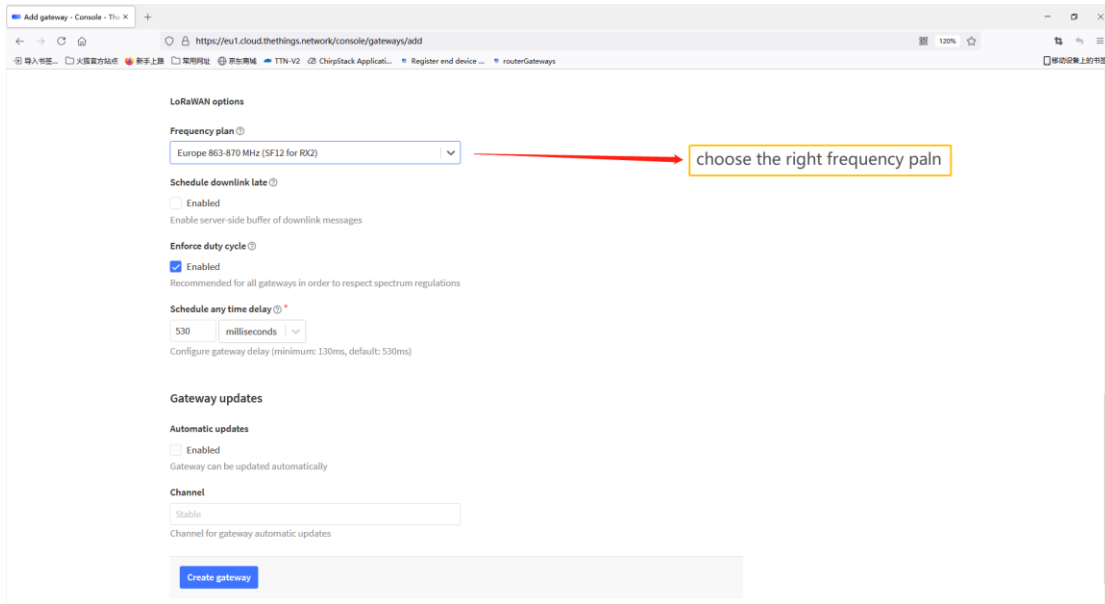 Add gateway - Console - The
https://eu1.cloud.thethings.network/console/gateways/add
120%
导入书签... 火狐官方站点 新手上路 常用网址 京东商城 TTN-V2 ChirpStack Applicati... Register end device ... routerGateways 移动设备上的书签
LoRaWAN options
Frequency plan
Europe 863-870 MHz (SF12 for RX2)
choose the right frequency paln
Schedule downlink late
Enabled
Enable server-side buffer of downlink messages
Enforce duty cycle
Enabled
Recommended for all gateways in order to respect spectrum regulations
Schedule any time delay *
530 milliseconds
Configure gateway delay (minimum: 130ms, default: 530ms)
Gateway updates
Automatic updates
Enabled
Gateway can be updated automatically
Channel
Stable
Channel for gateway automatic updates
Create gateway